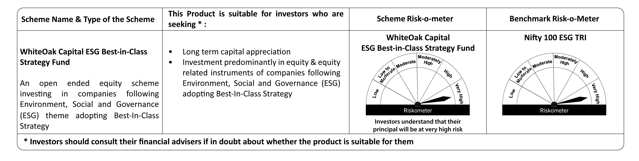 Scheme Name & Type of the Scheme
This Product is suitable for investors who are
seeking * :
Scheme Risk-o-meter
Benchmark Risk-o-Meter
WhiteOak Capital ESG Best-in-Class
Strategy Fund
An open ended equity scheme
investing in companies following
Environment, Social and Governance
(ESG) theme adopting Best-In-Class
Strategy
• Long term capital appreciation
• Investment predominantly in equity & equity
related instruments of companies following
Environment, Social and Governance (ESG)
adopting Best-In-Class Strategy
WhiteOak Capital
ESG Best-in-Class Strategy Fund
Low
Low to
Moderate
Moderate
Moderately
High
High
Very High
Riskometer
Investors understand that their
principal will be at very high risk
Nifty 100 ESG TRI
Low
Low to
Moderate
Moderate
Moderately
High
High
Very High
Riskometer
* Investors should consult their financial advisers if in doubt about whether the product is suitable for them